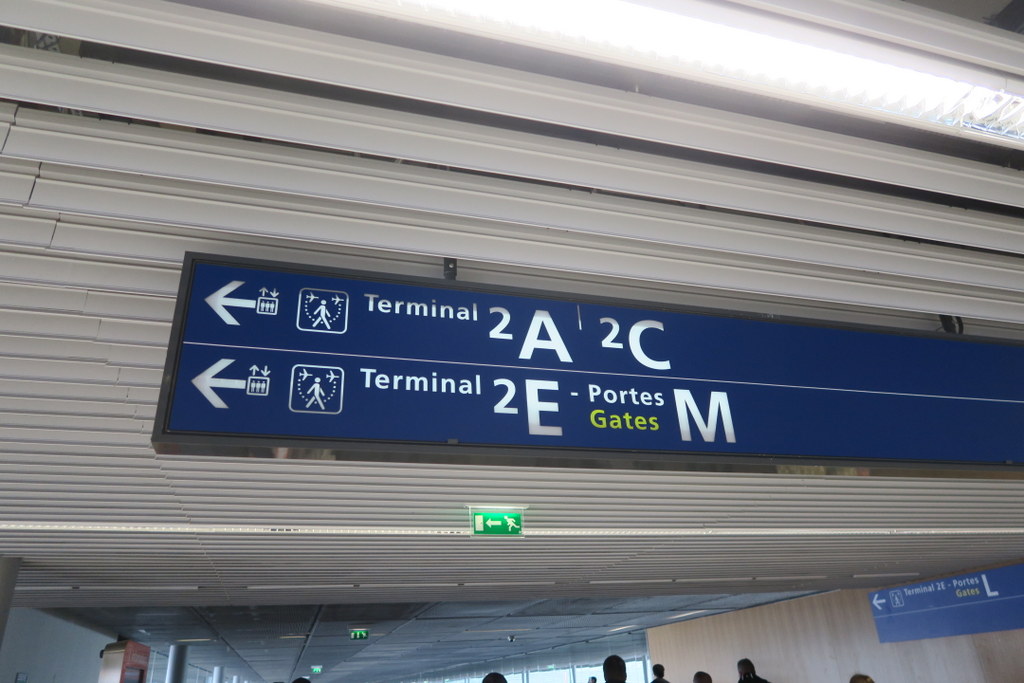 Terminal 2A | 2C
Terminal 2E - Portes M
Gates
Terminal 2E - Portes L
Gates